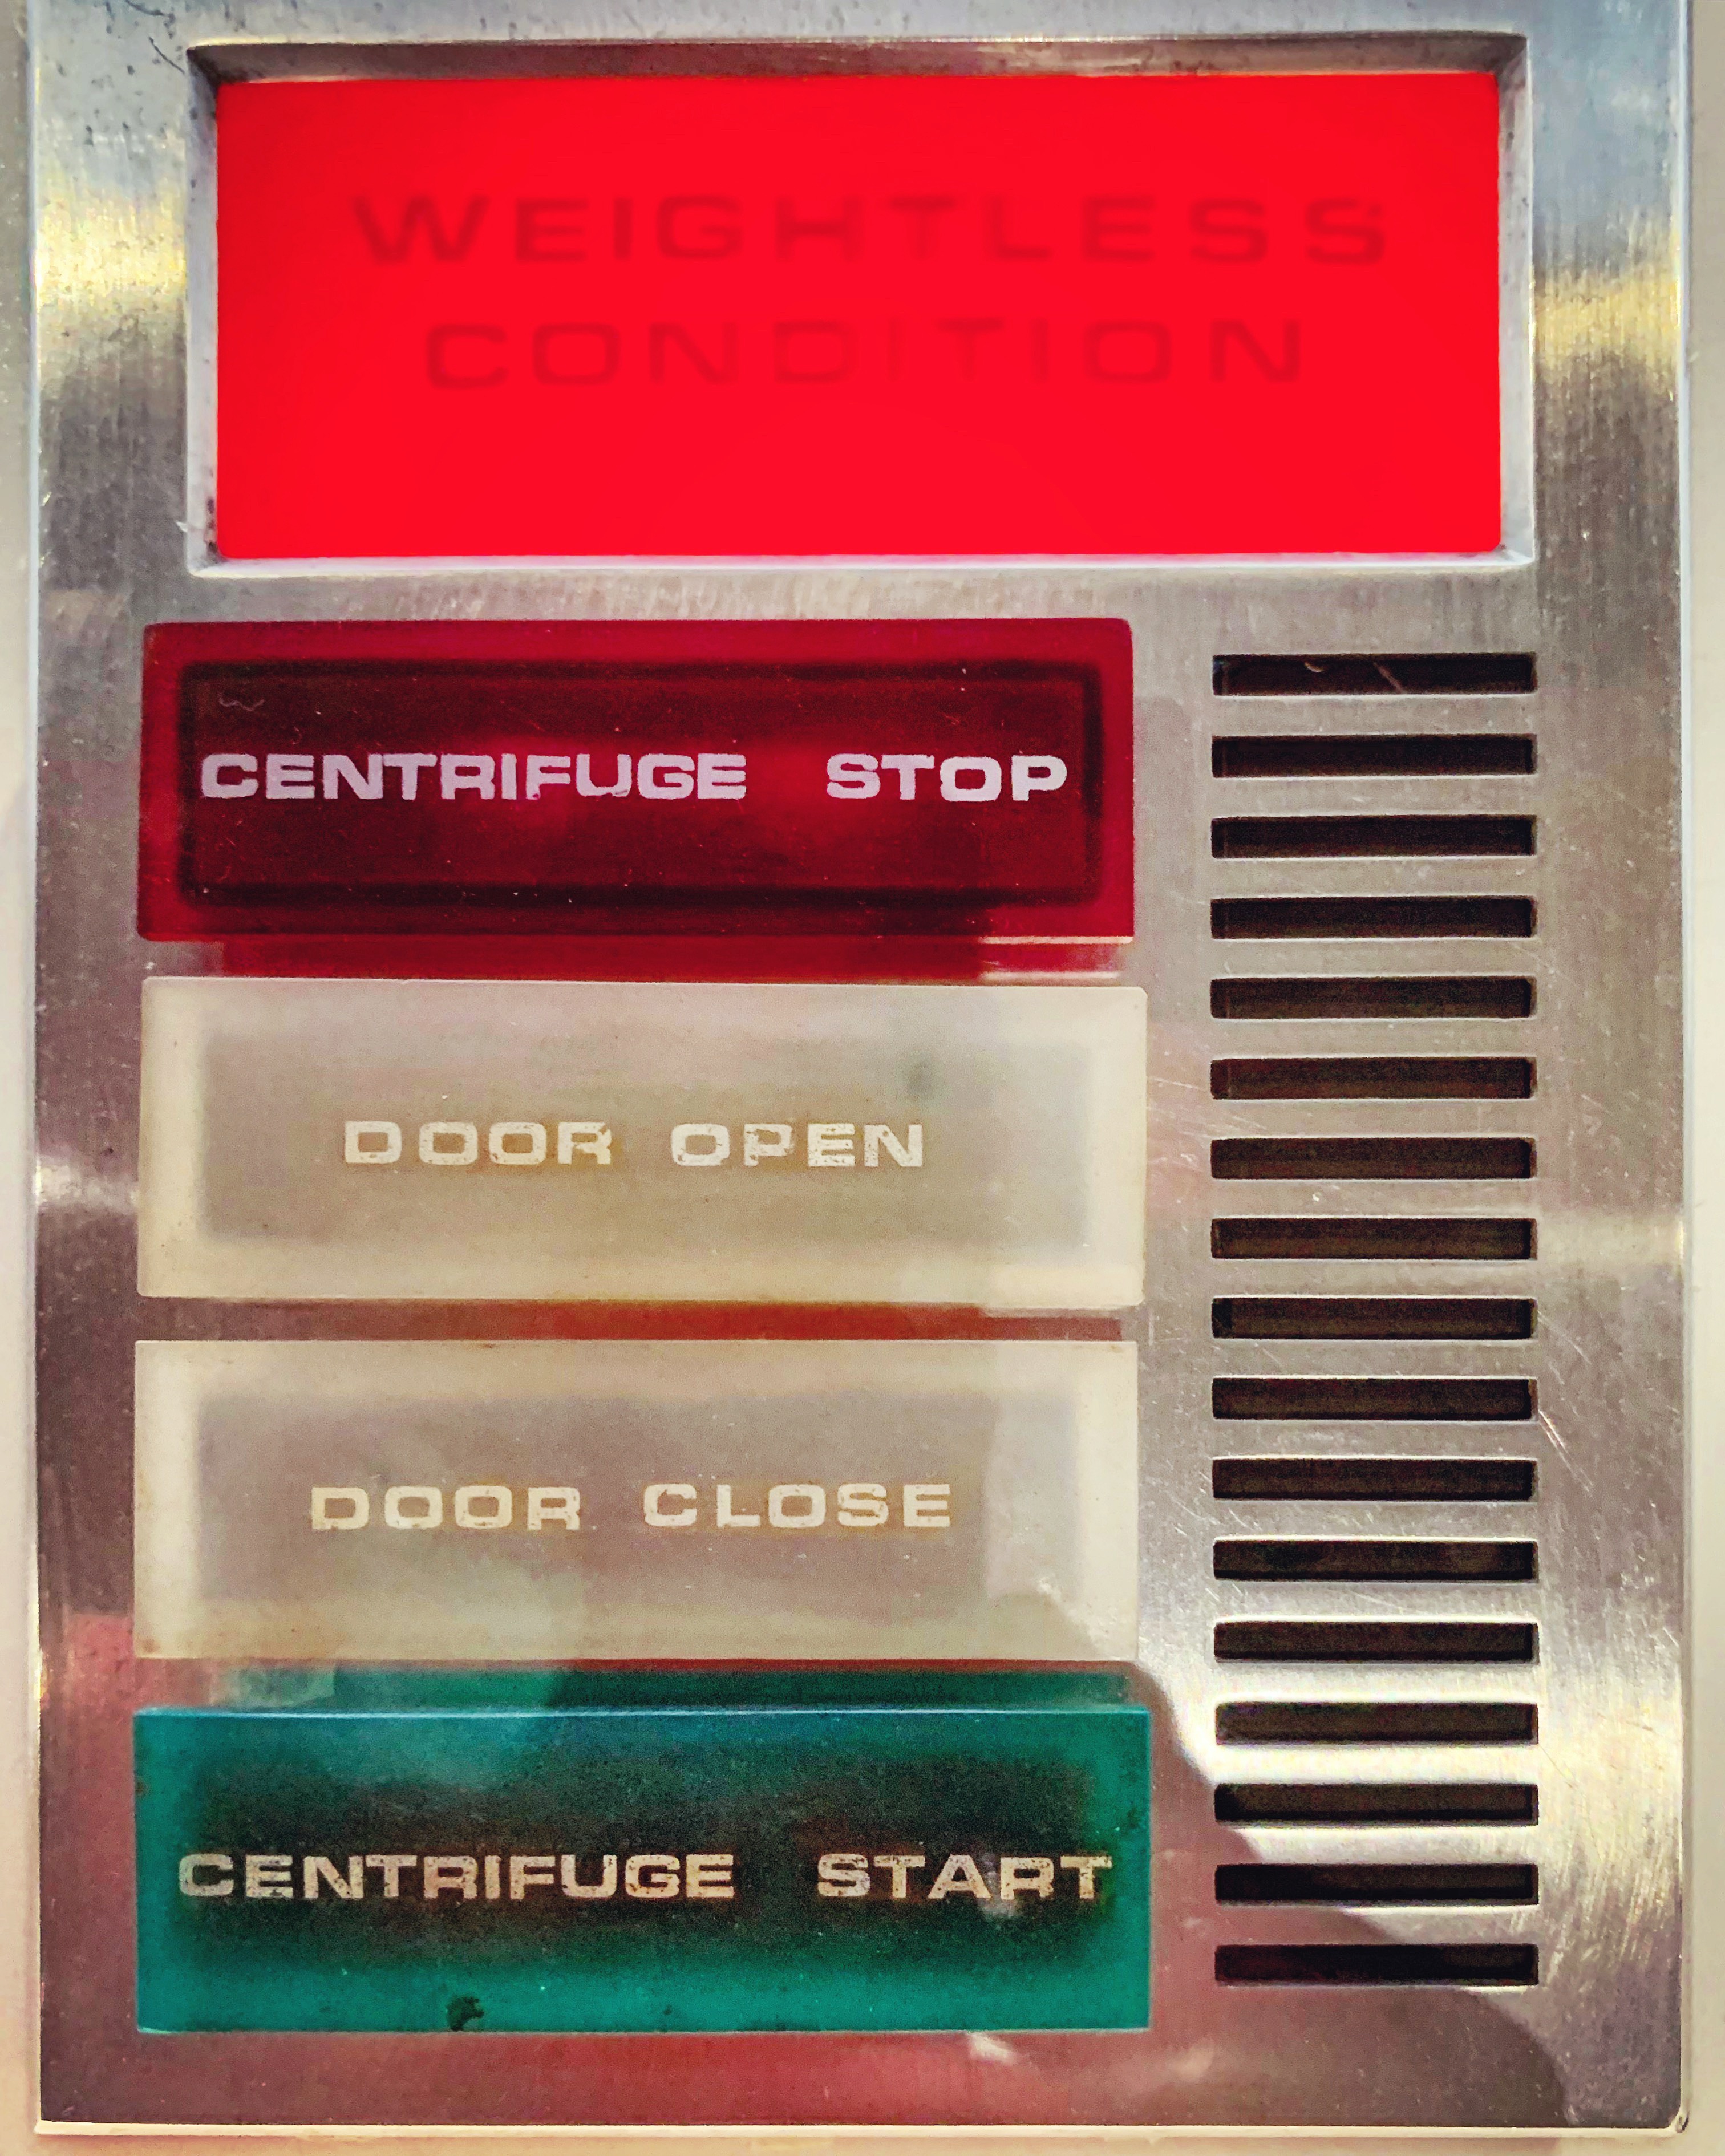 WEIGHTLESS
CONDITION
CENTRIFUGE STOP
DOOR OPEN
DOOR CLOSE
CENTRIFUGE START